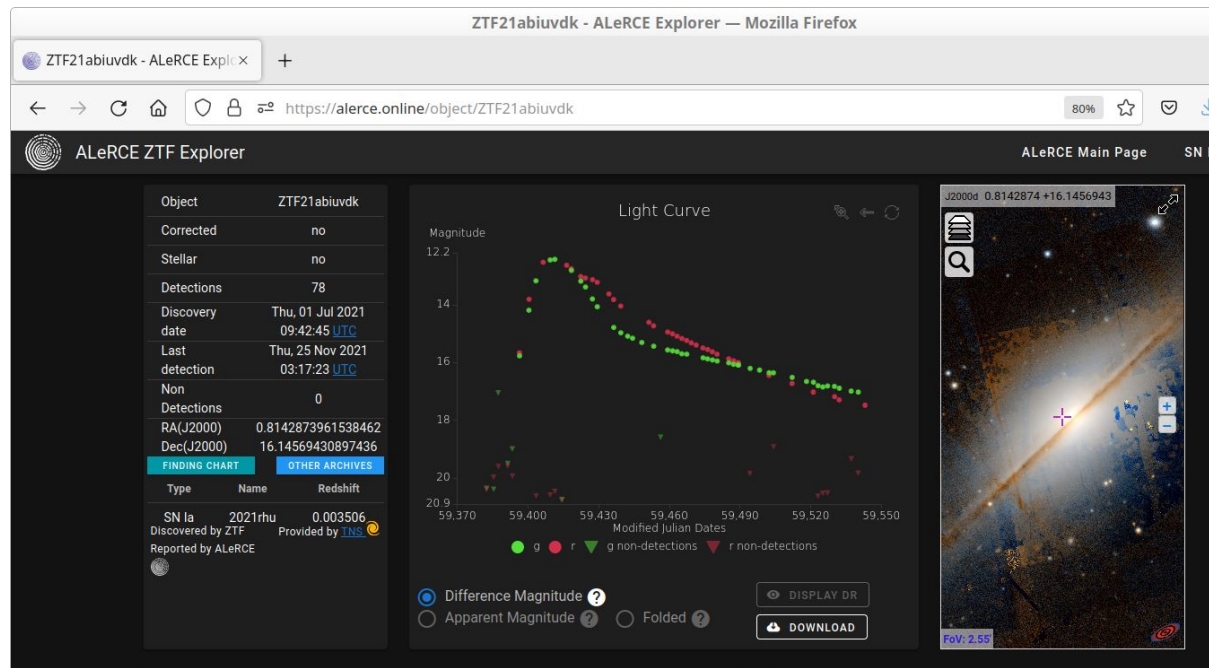 ZTF21abiuvdk - ALeRCE Explorer — Mozilla Firefox
ZTF21abiuvdk - ALeRCE Explo
https://alerce.online/object/ZTF21abiuvdk
80%
ALeRCE ZTF Explorer
ALeRCE Main Page
SN
Object ZTF21abiuvdk
Corrected no
Stellar no
Detections 78
Discovery date Thu, 01 Jul 2021
09:42:45 UTC
Last detection Thu, 25 Nov 2021
03:17:23 UTC
Non Detections 0
RA(J2000) 0.8142873961538462
Dec(J2000) 16.14569430897436
FINDING CHART OTHER ARCHIVES
Type Name Redshift
SN Ia 2021rhu 0.003506
Discovered by ZTF Provided by TNS
Reported by ALeRCE
Light Curve
Magnitude
12.2
14
16
18
20
20.9
59,370 59,400 59,430 59,460 59,490 59,520 59,550
Modified Julian Dates
g r g non-detections r non-detections
Difference Magnitude ?
Apparent Magnitude ? Folded ?
DISPLAY DR
DOWNLOAD
J2000d 0.8142874 +16.1456943
+
−
FoV: 2.55'